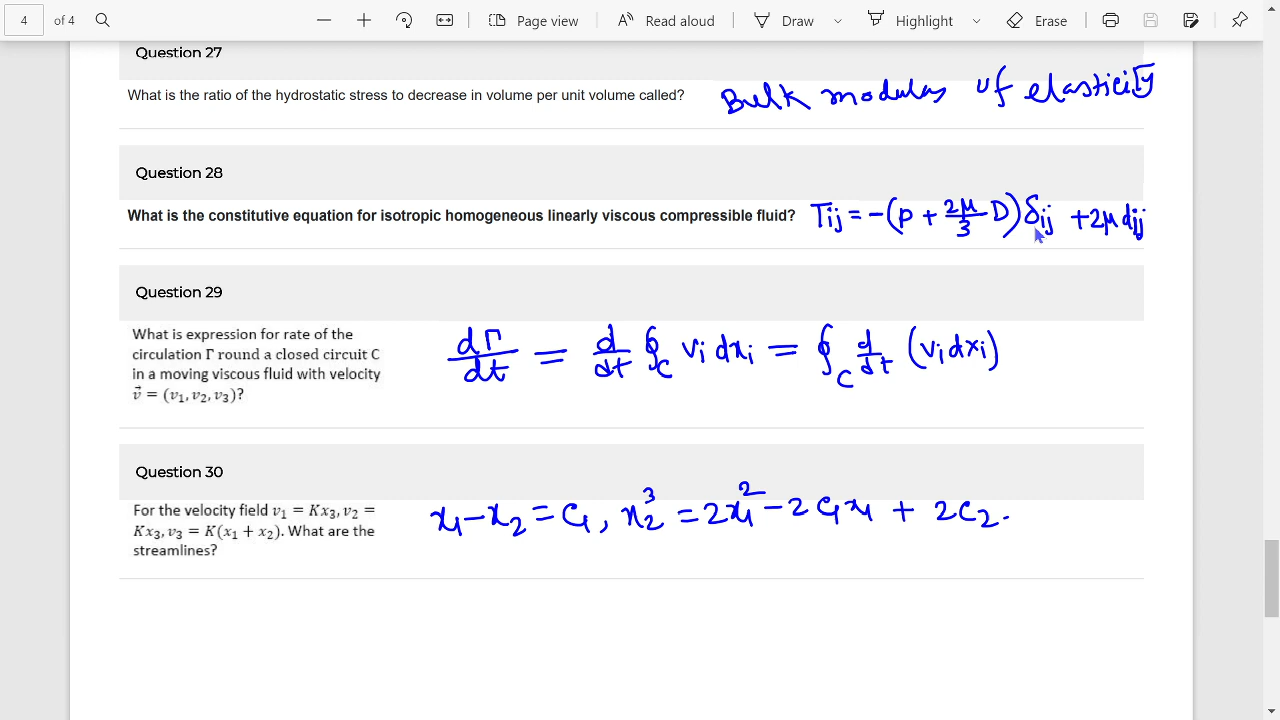 4 of 4 Page view Read aloud Draw Highlight Erase
Question 27
What is the ratio of the hydrostatic stress to the change in volume per unit volume called? Bulk modulas of elasticity
Question 28
What is the constitutive equation for isotropic homogeneous linearly viscous compressible fluid? Tij = -(p + 2μ/3 D) δij + 2μ dij
Question 29
What is expression for rate of the
circulation Γ round a closed circuit C
in a moving viscous fluid with velocity
v⃗ = (v₁, v₂, v₃)?
dΓ/dt = d/dt ∮C vi dxi = ∮C d/dt (vi dxi)
Question 30
For the velocity field v₁ = Kx₃, v₂ =
Kx₃, v₃ = K(x₁ + x₂). What are the
streamlines?
x₁ - x₂ = C₁, x₂³ = 2x₁² - 2C₁x₁ + 2C₂.